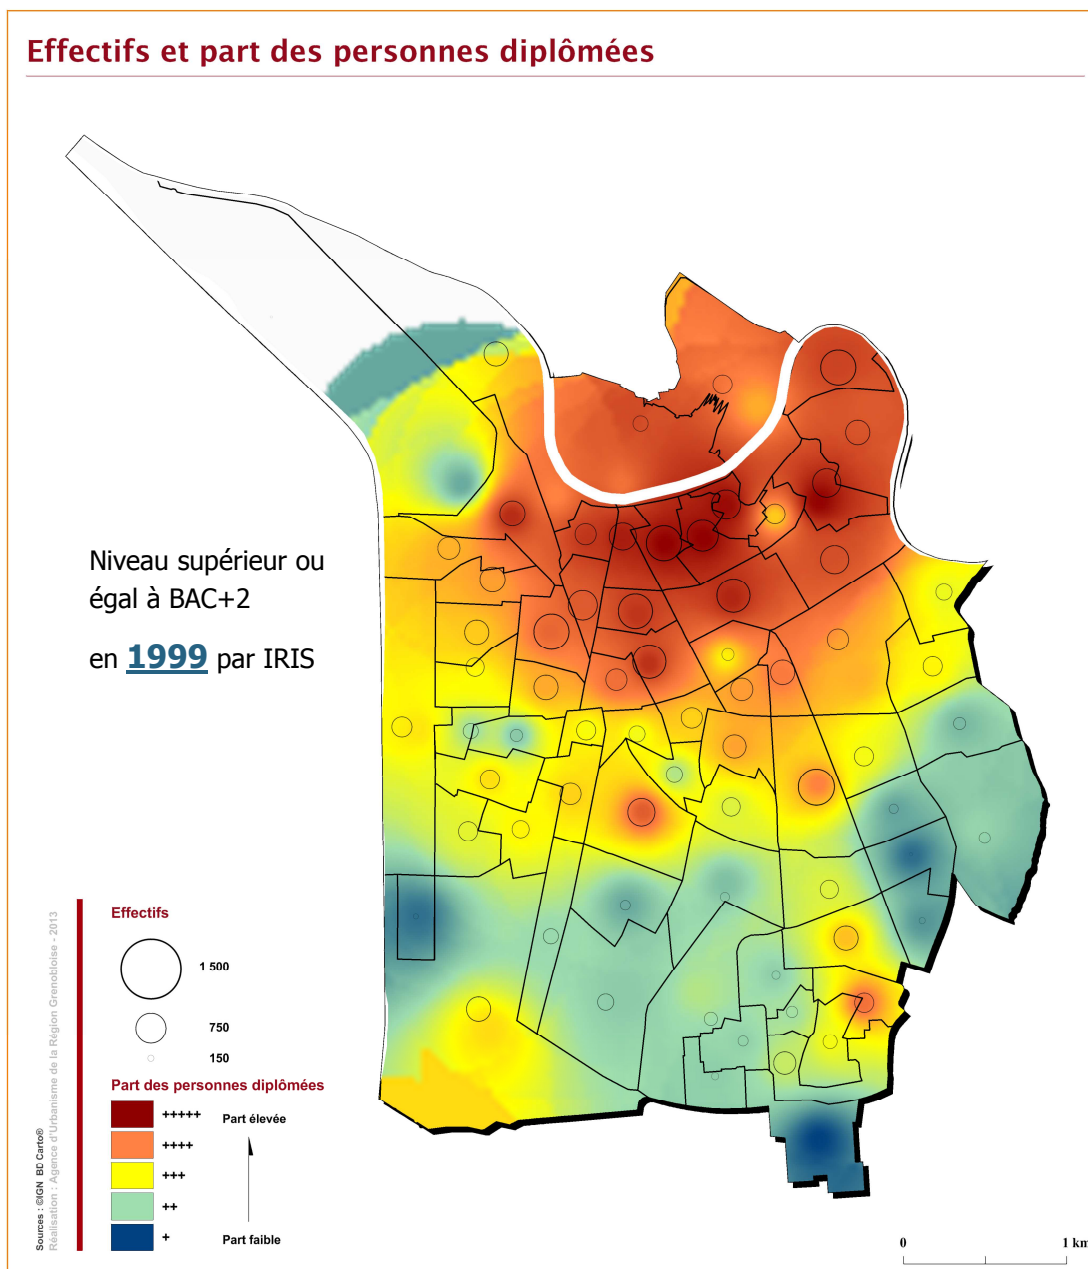 Effectifs et part des personnes diplômées
Niveau supérieur ou
égal à BAC+2
en 1999 par IRIS
Effectifs
1 500
750
150
Part des personnes diplômées
+++++
Part élevée
++++
+++
++
+
Part faible
Sources : ©IGN BD Carto®
Réalisation : Agence d'Urbanisme de la Région Grenobloise - 2013
0
1 km